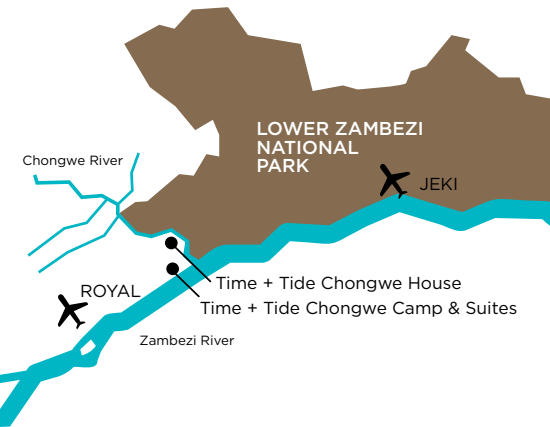 LOWER ZAMBEZI
NATIONAL
PARK
Chongwe River
JEKI
Time + Tide Chongwe House
ROYAL
Time + Tide Chongwe Camp & Suites
Zambezi River